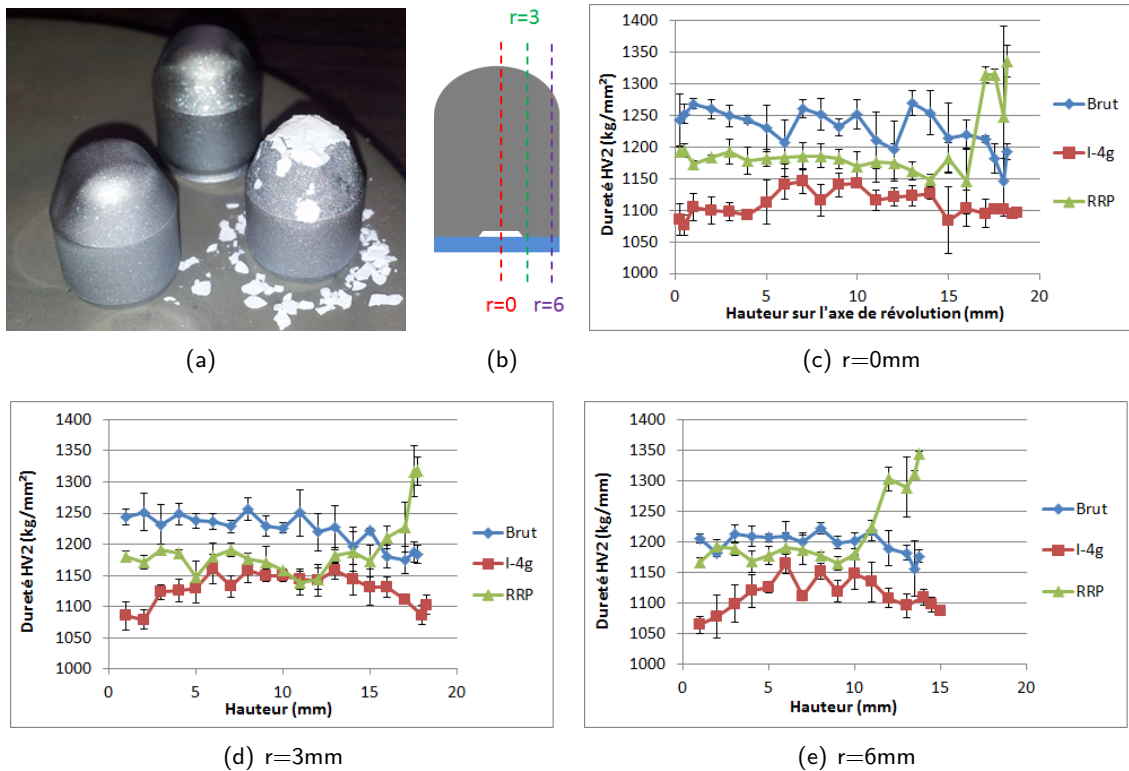 r=3
r=0
r=6
(a)
(b)
1400
1350
1300
1250
1200
1150
1100
1050
1000
Dureté HV2 (kg/mm²)
0
5
10
15
20
Hauteur sur l'axe de révolution (mm)
Brut
I-4g
RRP
(c) r=0mm
1400
1350
1300
1250
1200
1150
1100
1050
1000
Dureté HV2 (kg/mm²)
0
5
10
15
20
Hauteur (mm)
Brut
I-4g
RRP
(d) r=3mm
1400
1350
1300
1250
1200
1150
1100
1050
1000
Dureté HV2 (kg/mm²)
0
5
10
15
20
Hauteur (mm)
Brut
I-4g
RRP
(e) r=6mm